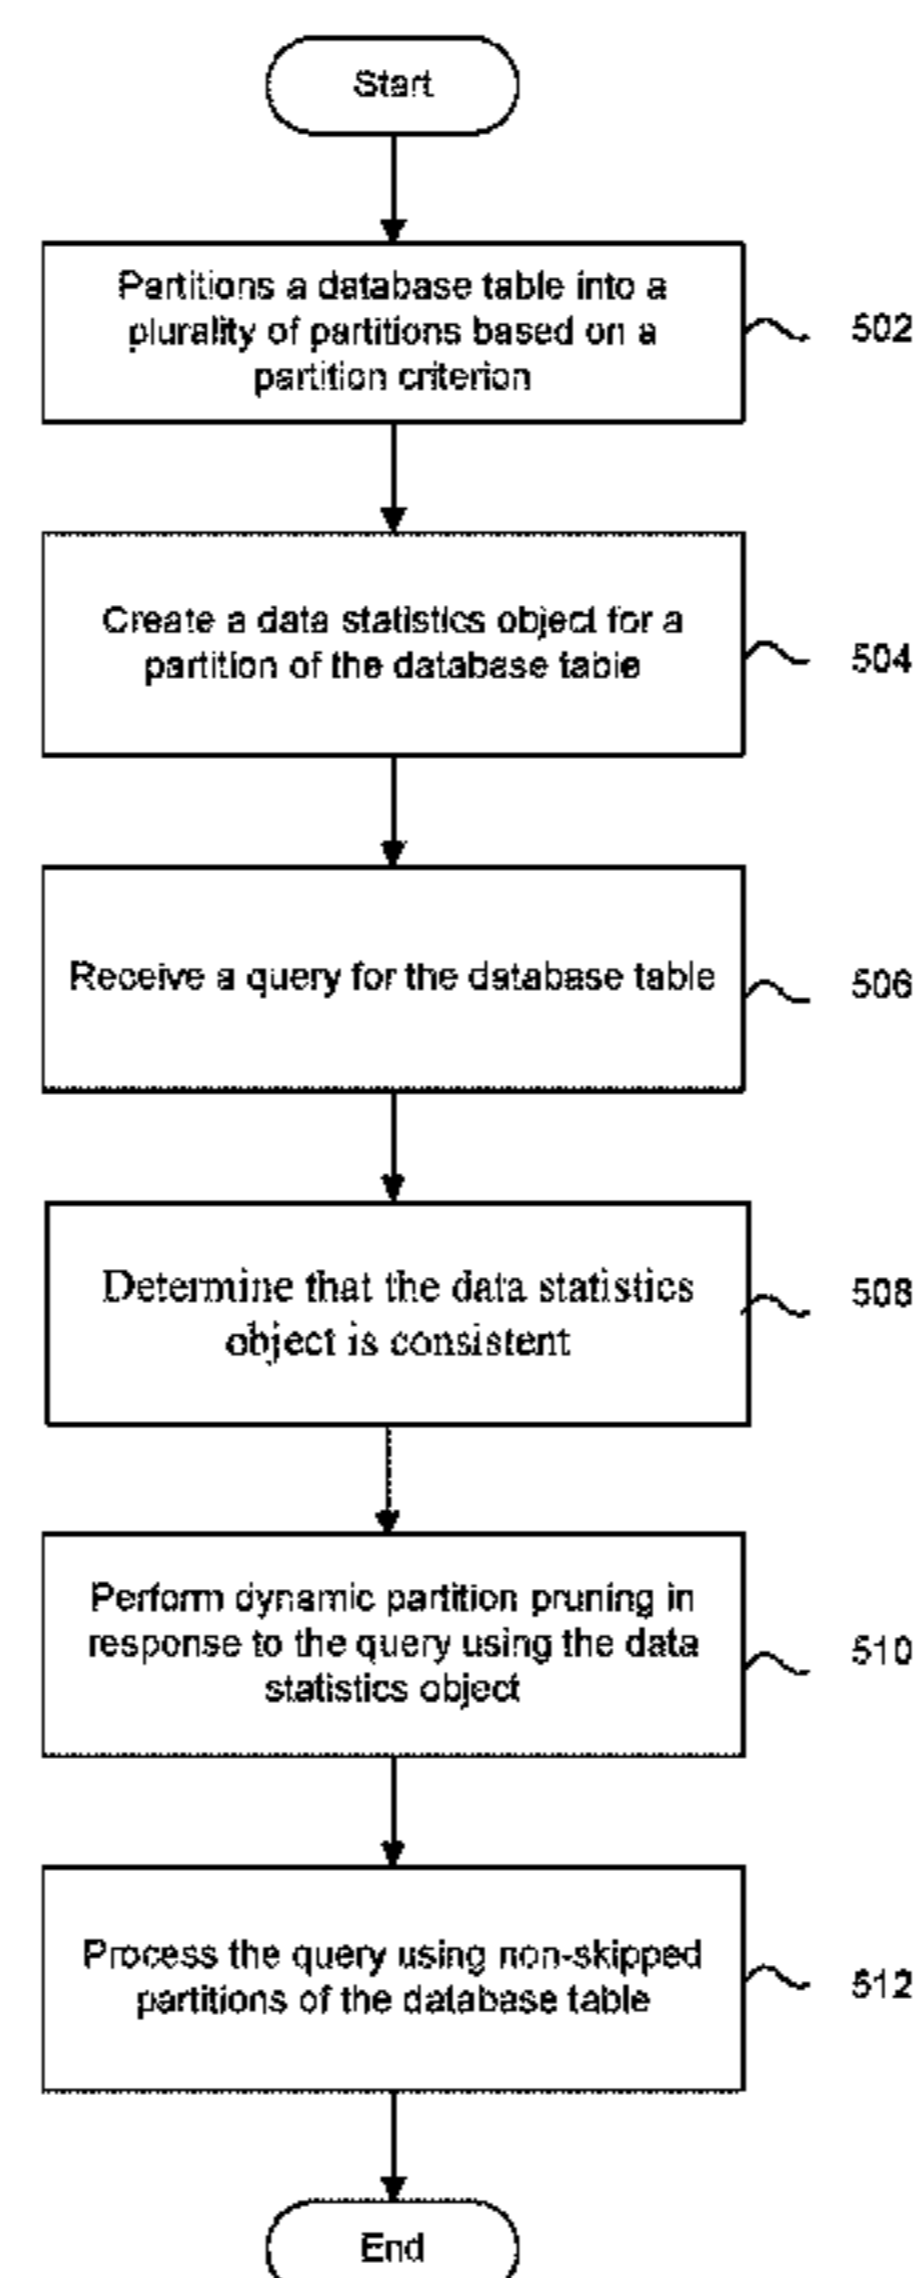 Start
Partitions a database table into a
plurality of partitions based on a
partition criterion
502
Create a data statistics object for a
partition of the database table
504
Receive a query for the database table
506
Determine that the data statistics
object is consistent
508
Perform dynamic partition pruning in
response to the query using the data
statistics object
510
Process the query using non-skipped
partitions of the database table
512
End